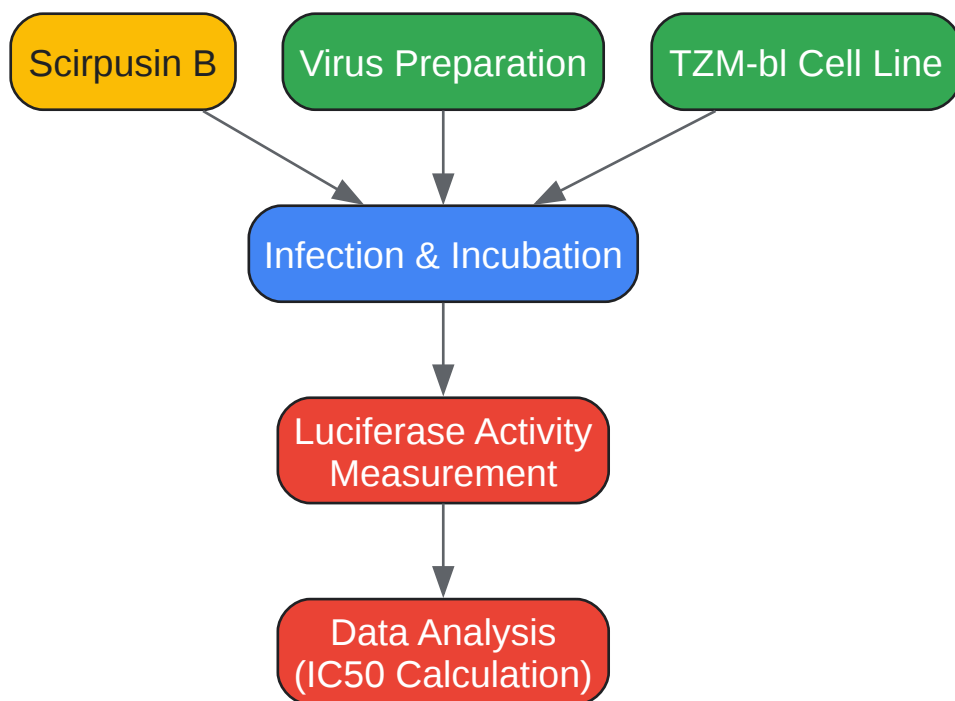 Scirpusin B
Virus Preparation
TZM-bl Cell Line
Infection & Incubation
Luciferase Activity
Measurement
Data Analysis
(IC50 Calculation)